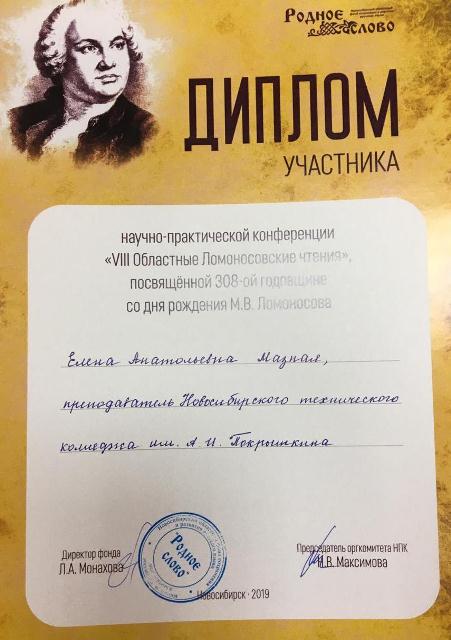 Родное
слово
ДИПЛОМ
УЧАСТНИКА
научно-практической конференции
«VIII Областные Ломоносовские чтения»,
посвящённой 308-ой годовщине
со дня рождения М.В. Ломоносова
Елена Анатольевна Мазная,
преподаватель Новосибирского технического
колледжа им. А. И. Покрышкина
Директор фонда
Л.А. Монахова
"Родное
слово"
Председатель оргкомитета НПК
Н.В. Максимова
Новосибирск · 2019